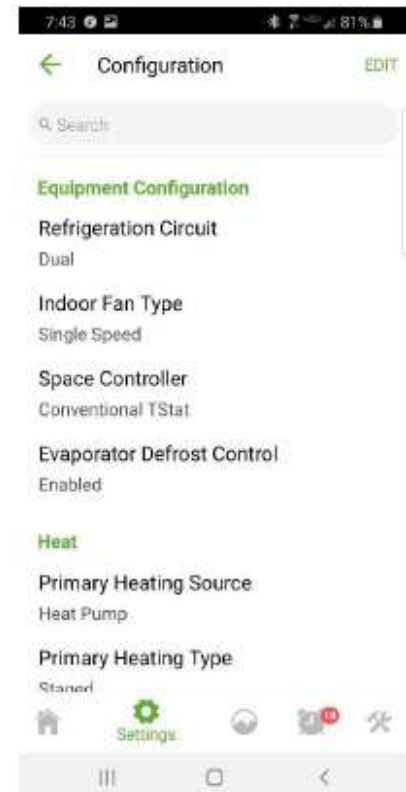 7:43 81%
Configuration EDIT
Search
Equipment Configuration
Refrigeration Circuit
Dual
Indoor Fan Type
Single Speed
Space Controller
Conventional TStat
Evaporator Defrost Control
Enabled
Heat
Primary Heating Source
Heat Pump
Primary Heating Type
Staged
Settings